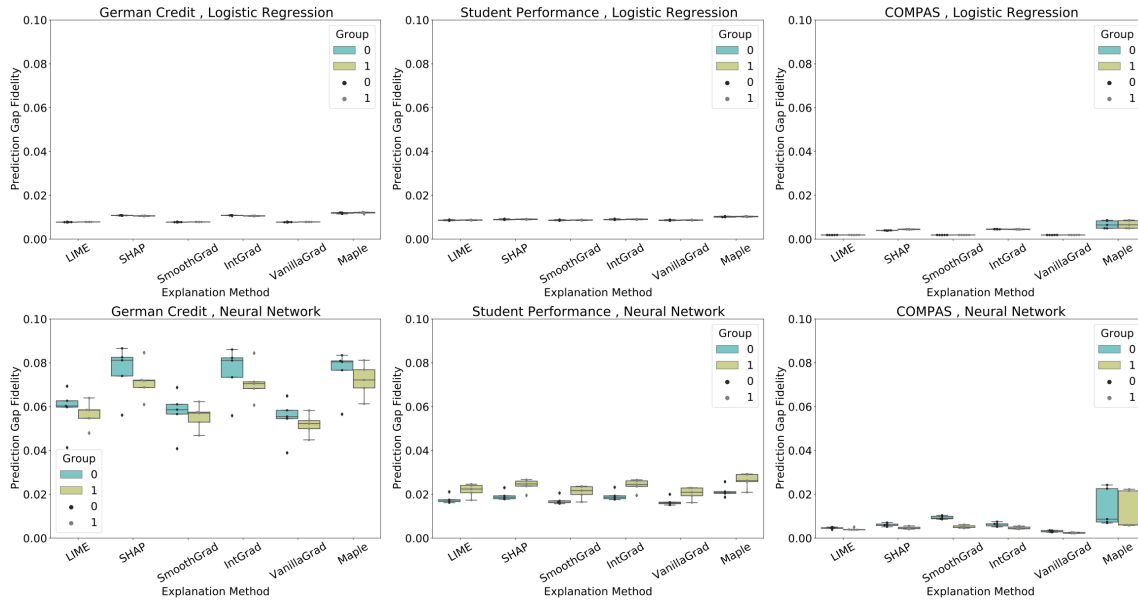 German Credit , Logistic Regression
Prediction Gap Fidelity
0.10
0.08
0.06
0.04
0.02
0.00
Group
0
1
0
1
LIME
SHAP
SmoothGrad
IntGrad
VanillaGrad
Maple
Explanation Method
Student Performance , Logistic Regression
Prediction Gap Fidelity
0.10
0.08
0.06
0.04
0.02
0.00
Group
0
1
0
1
LIME
SHAP
SmoothGrad
IntGrad
VanillaGrad
Maple
Explanation Method
COMPAS , Logistic Regression
Prediction Gap Fidelity
0.10
0.08
0.06
0.04
0.02
0.00
Group
0
1
0
1
LIME
SHAP
SmoothGrad
IntGrad
VanillaGrad
Maple
Explanation Method
German Credit , Neural Network
Prediction Gap Fidelity
0.10
0.08
0.06
0.04
0.02
0.00
Group
0
1
0
1
LIME
SHAP
SmoothGrad
IntGrad
VanillaGrad
Maple
Explanation Method
Student Performance , Neural Network
Prediction Gap Fidelity
0.10
0.08
0.06
0.04
0.02
0.00
Group
0
1
0
1
LIME
SHAP
SmoothGrad
IntGrad
VanillaGrad
Maple
Explanation Method
COMPAS , Neural Network
Prediction Gap Fidelity
0.10
0.08
0.06
0.04
0.02
0.00
Group
0
1
0
1
LIME
SHAP
SmoothGrad
IntGrad
VanillaGrad
Maple
Explanation Method